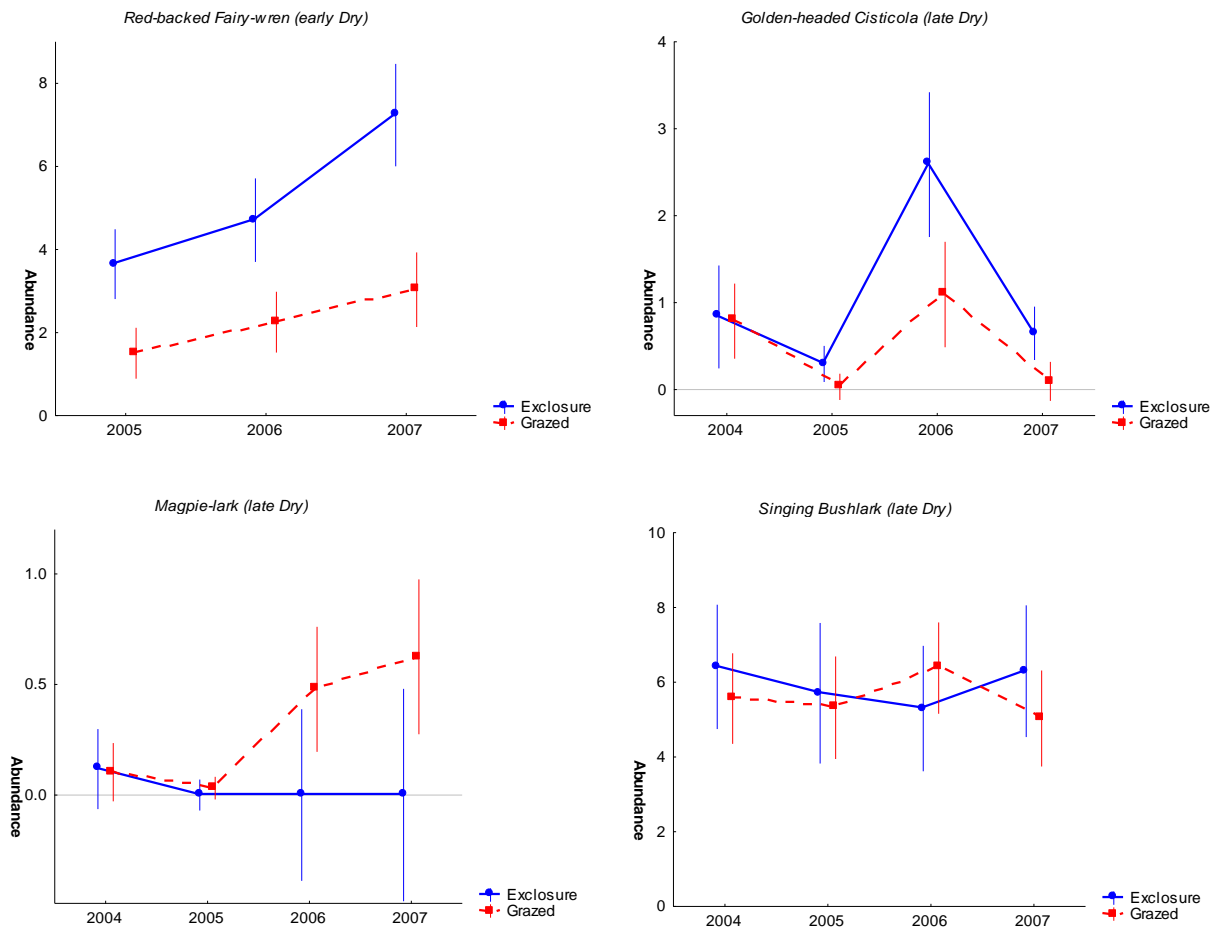 Red-backed Fairy-wren (early Dry)
8
6
4
2
0
Abundance
2005 2006 2007
Exclosure
Grazed
Golden-headed Cisticola (late Dry)
4
3
2
1
0
Abundance
2004 2005 2006 2007
Exclosure
Grazed
Magpie-lark (late Dry)
1.0
0.5
0.0
Abundance
2004 2005 2006 2007
Exclosure
Grazed
Singing Bushlark (late Dry)
10
8
6
4
2
0
Abundance
2004 2005 2006 2007
Exclosure
Grazed